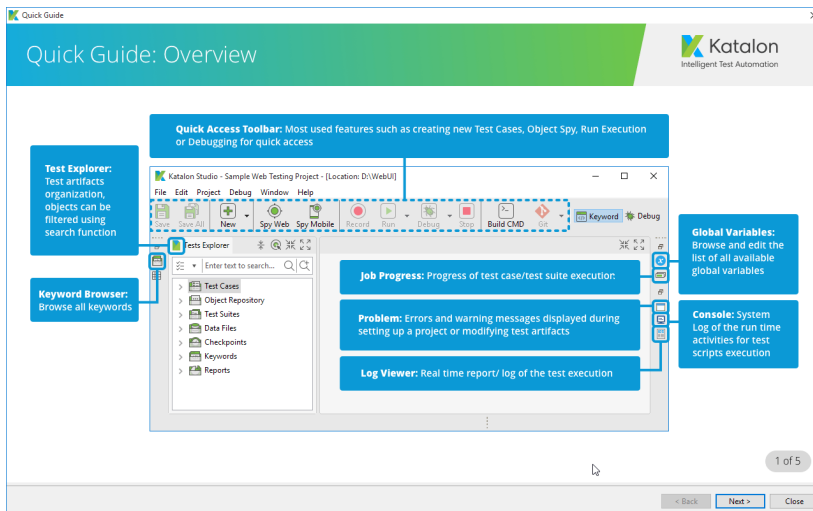 Quick Guide
Quick Guide: Overview
Katalon
Intelligent Test Automation
Quick Access Toolbar: Most used features such as creating new Test Cases, Object Spy, Run Execution
or Debugging for quick access
Test Explorer:
Test artifacts
organization,
objects can be
filtered using
search function
Keyword Browser:
Browse all keywords
Katalon Studio - Sample Web Testing Project - [Location: D:\WebUI]
File Edit Project Debug Window Help
Save Save All New Spy Web Spy Mobile Record Run Debug Stop Build CMD Git Keyword Debug
Tests Explorer
Enter text to search...
Test Cases
Object Repository
Test Suites
Data Files
Checkpoints
Keywords
Reports
Job Progress: Progress of test case/test suite execution:
Problem: Errors and warning messages displayed during
setting up a project or modifying test artifacts
Log Viewer: Real time report/ log of the test execution
Global Variables:
Browse and edit the
list of all available
global variables
Console: System
Log of the run time
activities for test
scripts execution
1 of 5
< Back Next > Close